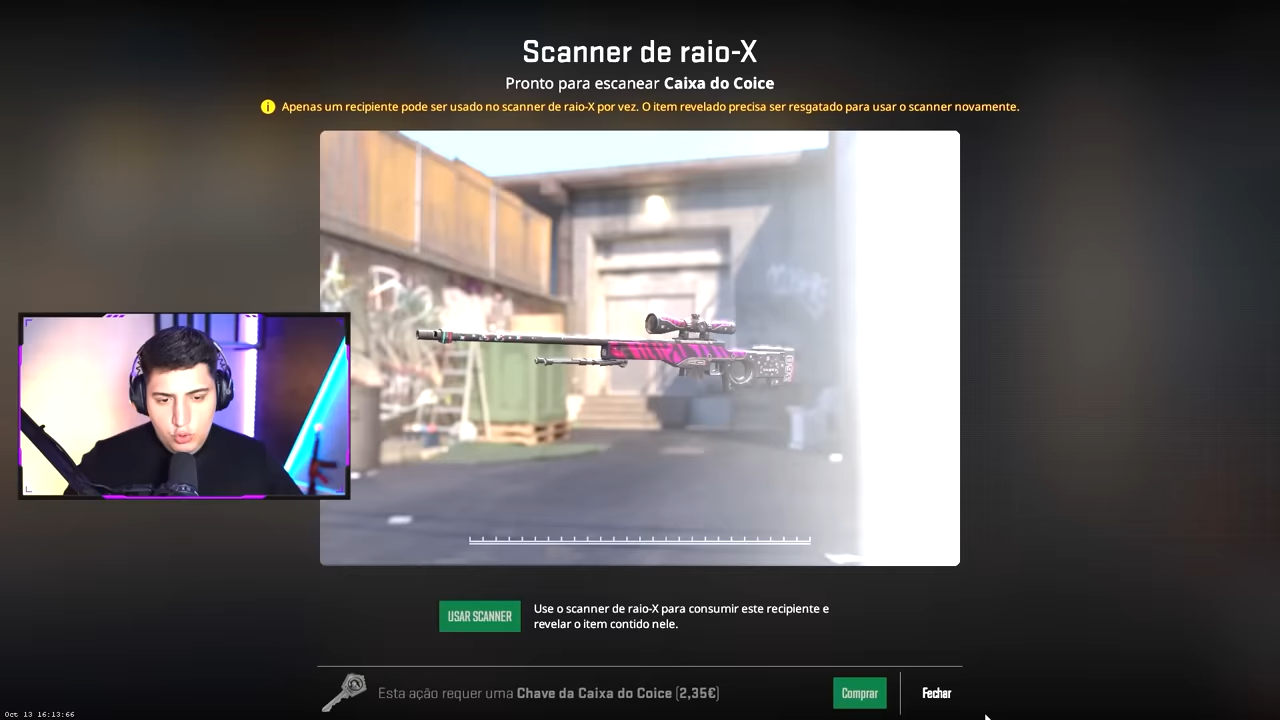 Scanner de raio-X
Pronto para escanear Caixa do Coice
Apenas um recipiente pode ser usado no scanner de raio-X por vez. O item revelado precisa ser resgatado para usar o scanner novamente.
USAR SCANNER
Use o scanner de raio-X para consumir este recipiente e
revelar o item contido nele.
Esta ação requer uma Chave da Caixa do Coice (2,35€)
Comprar
Fechar
Oct 13 16:13:66